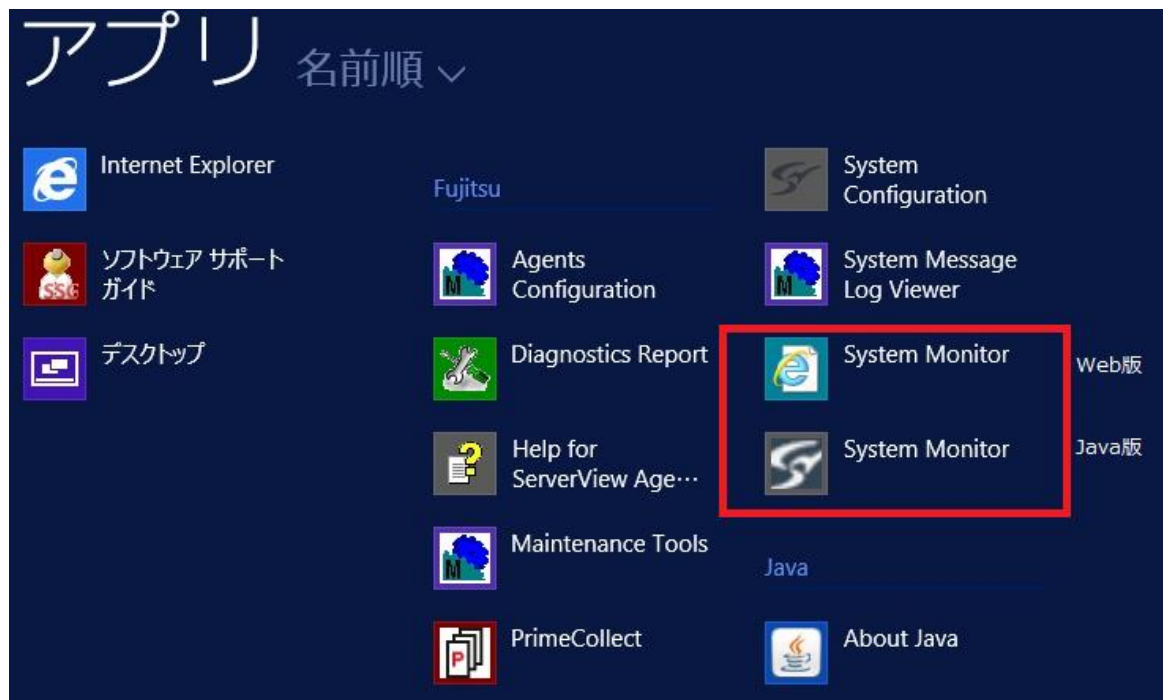 アプリ 名前順
Internet Explorer
ソフトウェア サポート
ガイド
SSG
デスクトップ
Fujitsu
Agents
Configuration
M
Diagnostics Report
Help for
ServerView Age…
Maintenance Tools
M
PrimeCollect
P
System
Configuration
System Message
Log Viewer
M
System Monitor
Web版
System Monitor
Java版
Java
About Java